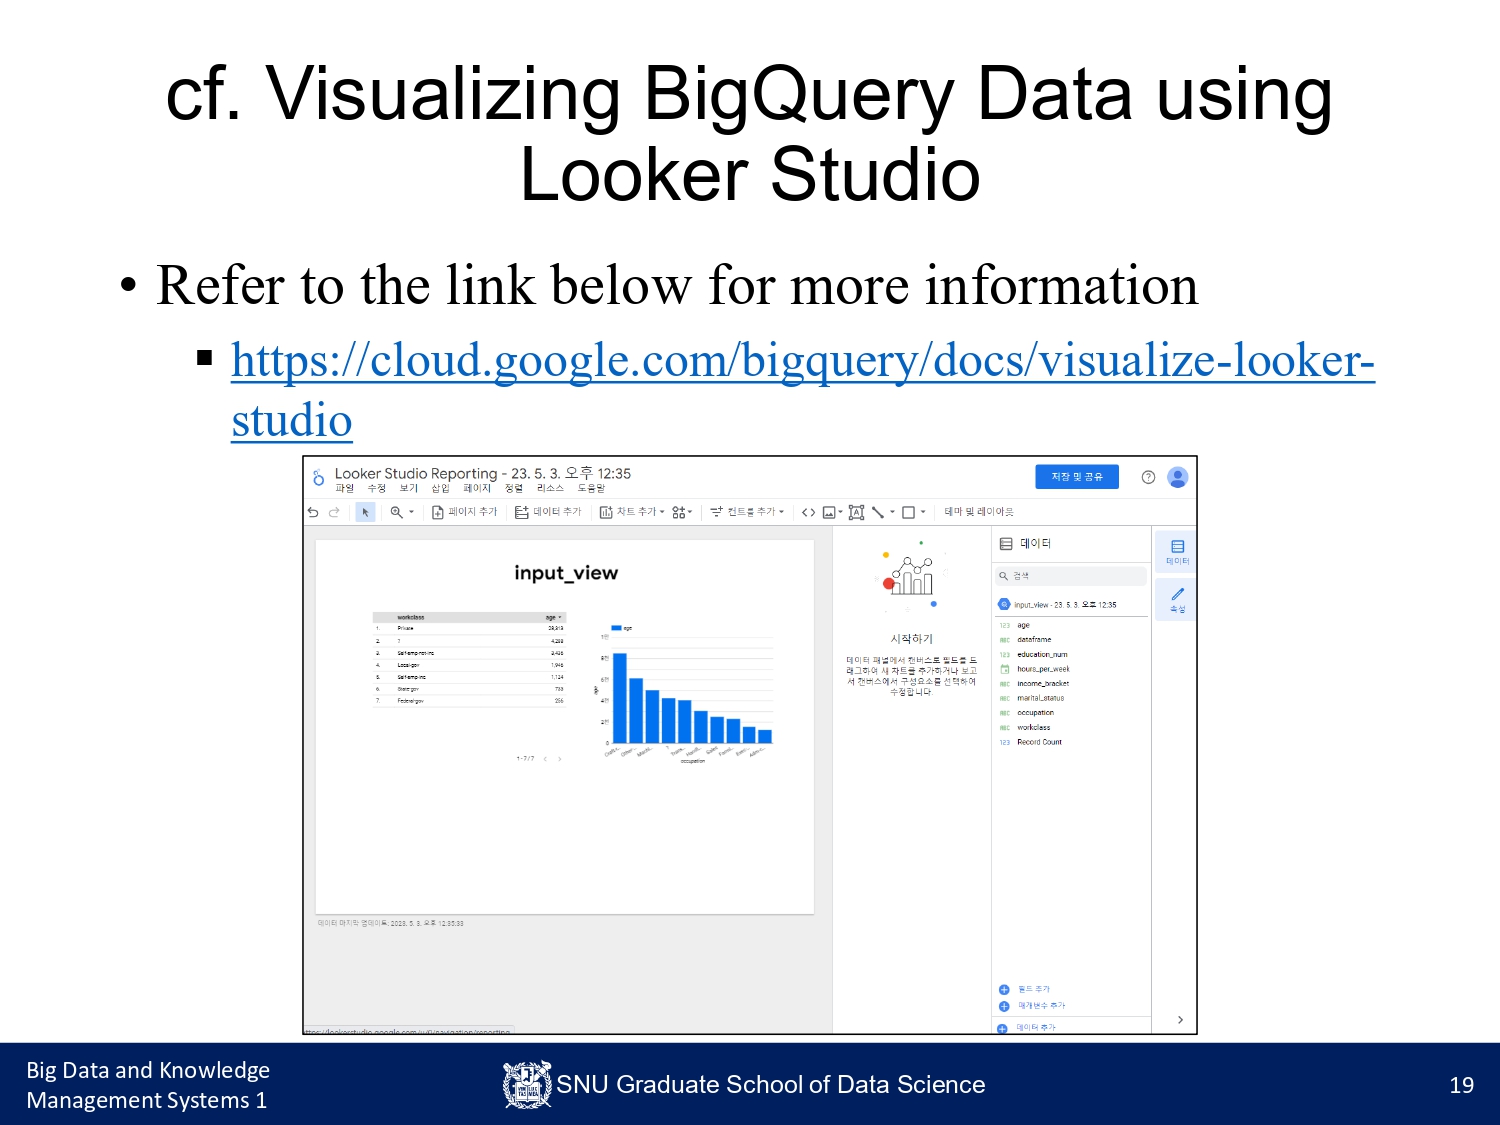 cf. Visualizing BigQuery Data using
Looker Studio
• Refer to the link below for more information
▪ https://cloud.google.com/bigquery/docs/visualize-looker-
studio
Looker Studio Reporting - 23. 5. 3. 오후 12:35
파일 수정 보기 삽입 페이지 정렬 리소스 도움말
저장 및 공유
페이지 추가 데이터 추가 차트 추가 컨트롤 추가 테마 및 레이아웃
input_view
workclass age
1. Private
2. ? 4,288
3. Self-emp-not-inc
4. Local-gov
5. Self-emp-inc 1,124
6. State-gov
7. Federal-gov
1-7/7
age
age
0
occupation
데이터 마지막 업데이트: 2023. 5. 3. 오후 12:35:33
시작하기
데이터 패널에서 캔버스로 필드를 드
래그하여 새 차트를 추가하거나 보고
서 캔버스에서 구성요소를 선택하여
수정합니다.
데이터
검색
input_view - 23. 5. 3. 오후 12:35
123 age
ABC dataframe
123 education_num
hours_per_week
ABC income_bracket
ABC marital_status
ABC occupation
ABC workclass
123 Record Count
필드 추가
매개변수 추가
데이터 추가
데이터
속성
Big Data and Knowledge
Management Systems 1
SNU Graduate School of Data Science
19